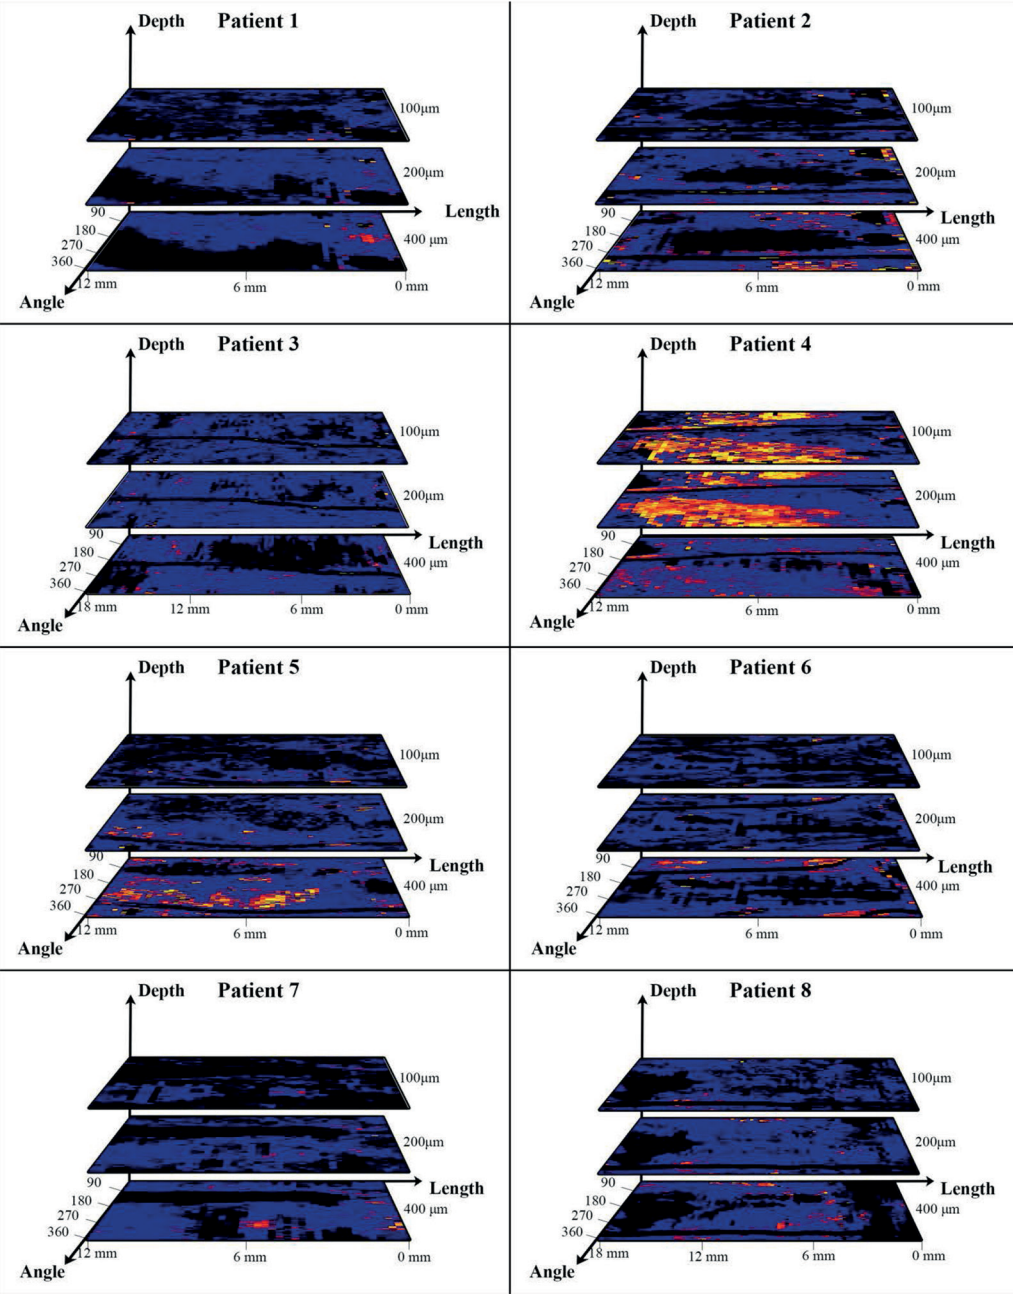 Depth Patient 1
100μm
200μm
90
180
270
360
Length
400 μm
12 mm 6 mm 0 mm
Angle
Depth Patient 2
100μm
200μm
90
180
270
360
Length
400 μm
12 mm 6 mm 0 mm
Angle
Depth Patient 3
100μm
200μm
90
180
270
360
Length
400 μm
18 mm 12 mm 6 mm 0 mm
Angle
Depth Patient 4
100μm
200μm
90
180
270
360
Length
400 μm
12 mm 6 mm 0 mm
Angle
Depth Patient 5
100μm
200μm
90
180
270
360
Length
400 μm
12 mm 6 mm 0 mm
Angle
Depth Patient 6
100μm
200μm
90
180
270
360
Length
400 μm
12 mm 6 mm 0 mm
Angle
Depth Patient 7
100μm
200μm
90
180
270
360
Length
400 μm
12 mm 6 mm 0 mm
Angle
Depth Patient 8
100μm
200μm
90
180
270
360
Length
400 μm
18 mm 12 mm 6 mm 0 mm
Angle